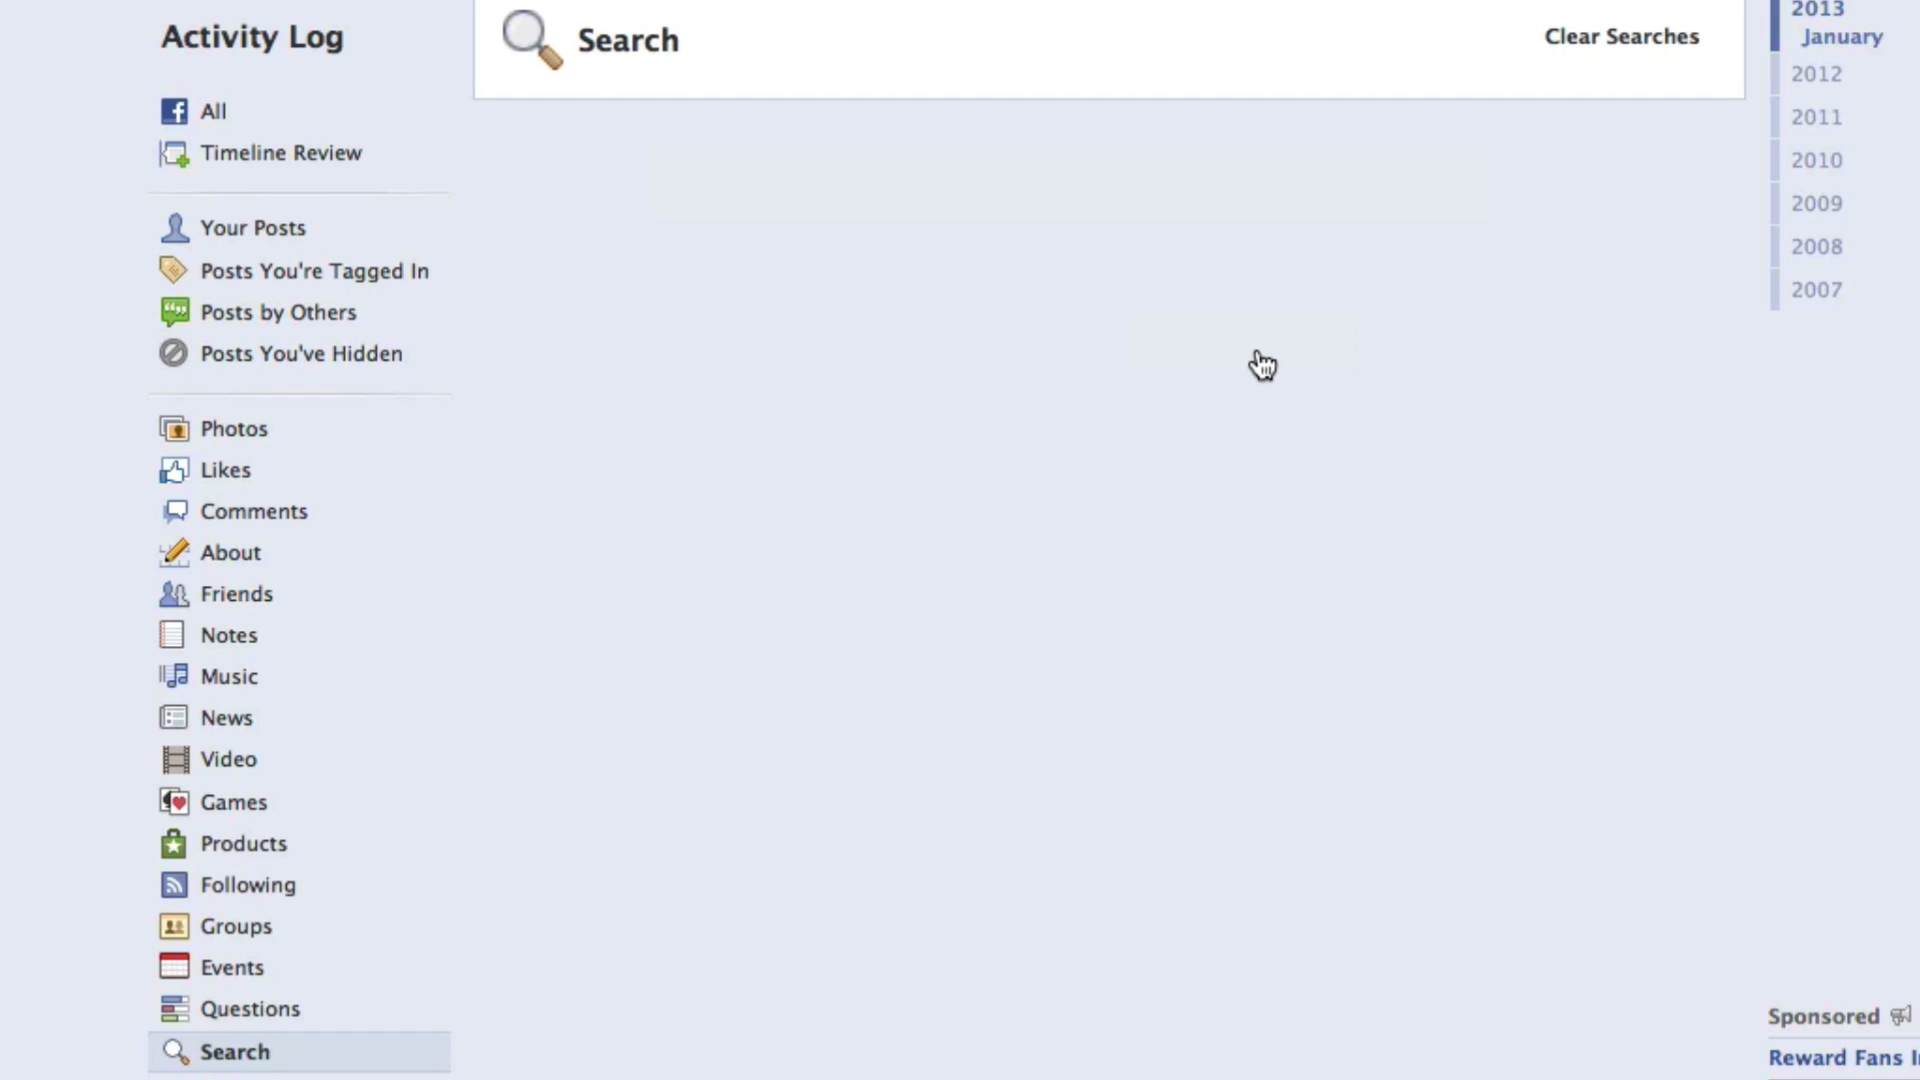 Activity Log
All
Timeline Review
Your Posts
Posts You're Tagged In
Posts by Others
Posts You've Hidden
Photos
Likes
Comments
About
Friends
Notes
Music
News
Video
Games
Products
Following
Groups
Events
Questions
Search
Search
Clear Searches
2013
January
2012
2011
2010
2009
2008
2007
Sponsored
Reward Fans